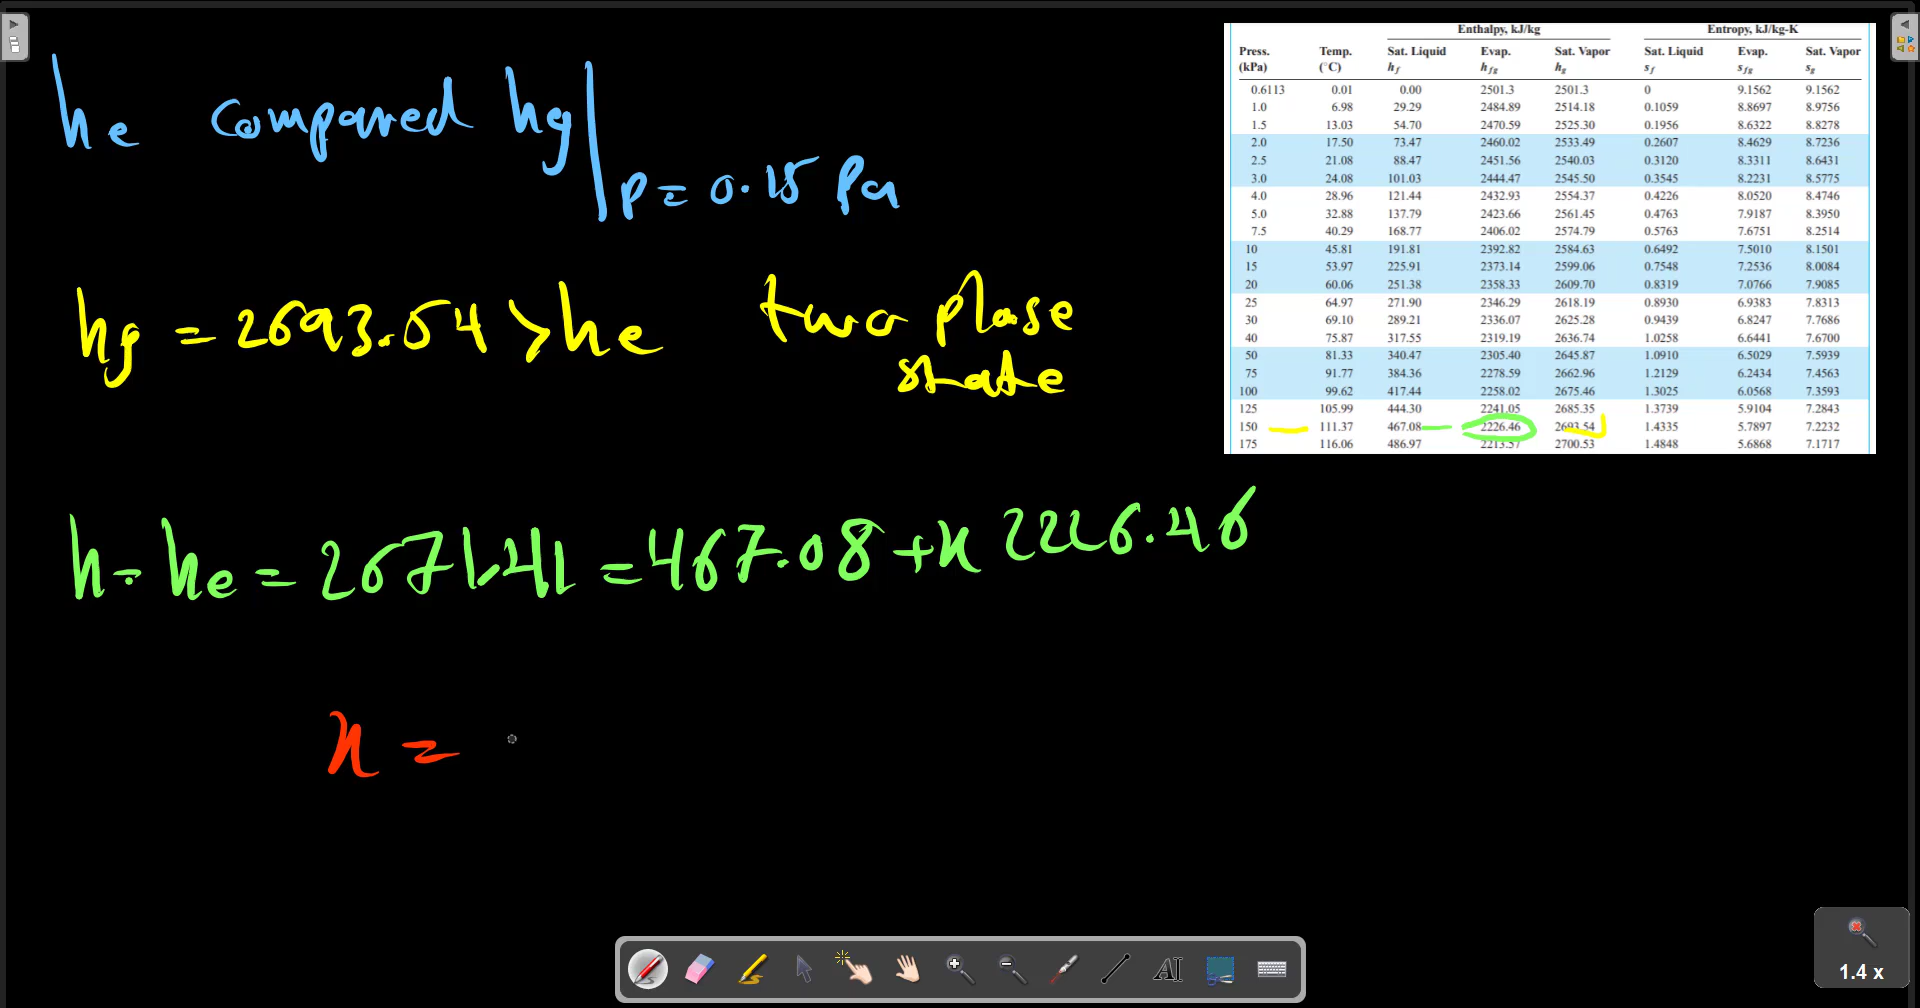 he compared hg | P = 0.15 Pa
hg = 2693.54 > he two phase
state
h = he = 2671.41 = 467.08 + x 2226.46
x =
Enthalpy, kJ/kg Entropy, kJ/kg-K
Press. Temp. Sat. Liquid Evap. Sat. Vapor Sat. Liquid Evap. Sat. Vapor
(kPa) (°C) hf hfg hg sf sfg sg
0.6113 0.01 0.00 2501.3 2501.3 0 9.1562 9.1562
1.0 6.98 29.29 2484.89 2514.18 0.1059 8.8697 8.9756
1.5 13.03 54.70 2470.59 2525.30 0.1956 8.6322 8.8278
2.0 17.50 73.47 2460.02 2533.49 0.2607 8.4629 8.7236
2.5 21.08 88.47 2451.56 2540.03 0.3120 8.3311 8.6431
3.0 24.08 101.03 2444.47 2545.50 0.3545 8.2231 8.5775
4.0 28.96 121.44 2432.93 2554.37 0.4226 8.0520 8.4746
5.0 32.88 137.79 2423.66 2561.45 0.4763 7.9187 8.3950
7.5 40.29 168.77 2406.02 2574.79 0.5763 7.6751 8.2514
10 45.81 191.81 2392.82 2584.63 0.6492 7.5010 8.1501
15 53.97 225.91 2373.14 2599.06 0.7548 7.2536 8.0084
20 60.06 251.38 2358.33 2609.70 0.8319 7.0766 7.9085
25 64.97 271.90 2346.29 2618.19 0.8930 6.9383 7.8313
30 69.10 289.21 2336.07 2625.28 0.9439 6.8247 7.7686
40 75.87 317.55 2319.19 2636.74 1.0258 6.6441 7.6700
50 81.33 340.47 2305.40 2645.87 1.0910 6.5029 7.5939
75 91.77 384.36 2278.59 2662.96 1.2129 6.2434 7.4563
100 99.62 417.44 2258.02 2675.46 1.3025 6.0568 7.3593
125 105.99 444.30 2241.05 2685.35 1.3739 5.9104 7.2843
150 111.37 467.08 2226.46 2693.54 1.4335 5.7897 7.2232
175 116.06 486.97 2213.57 2700.53 1.4848 5.6868 7.1717
AI
1.4 x